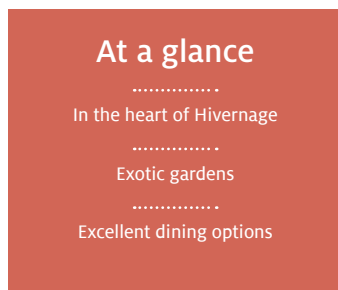 At a glance
In the heart of Hivernage
Exotic gardens
Excellent dining options